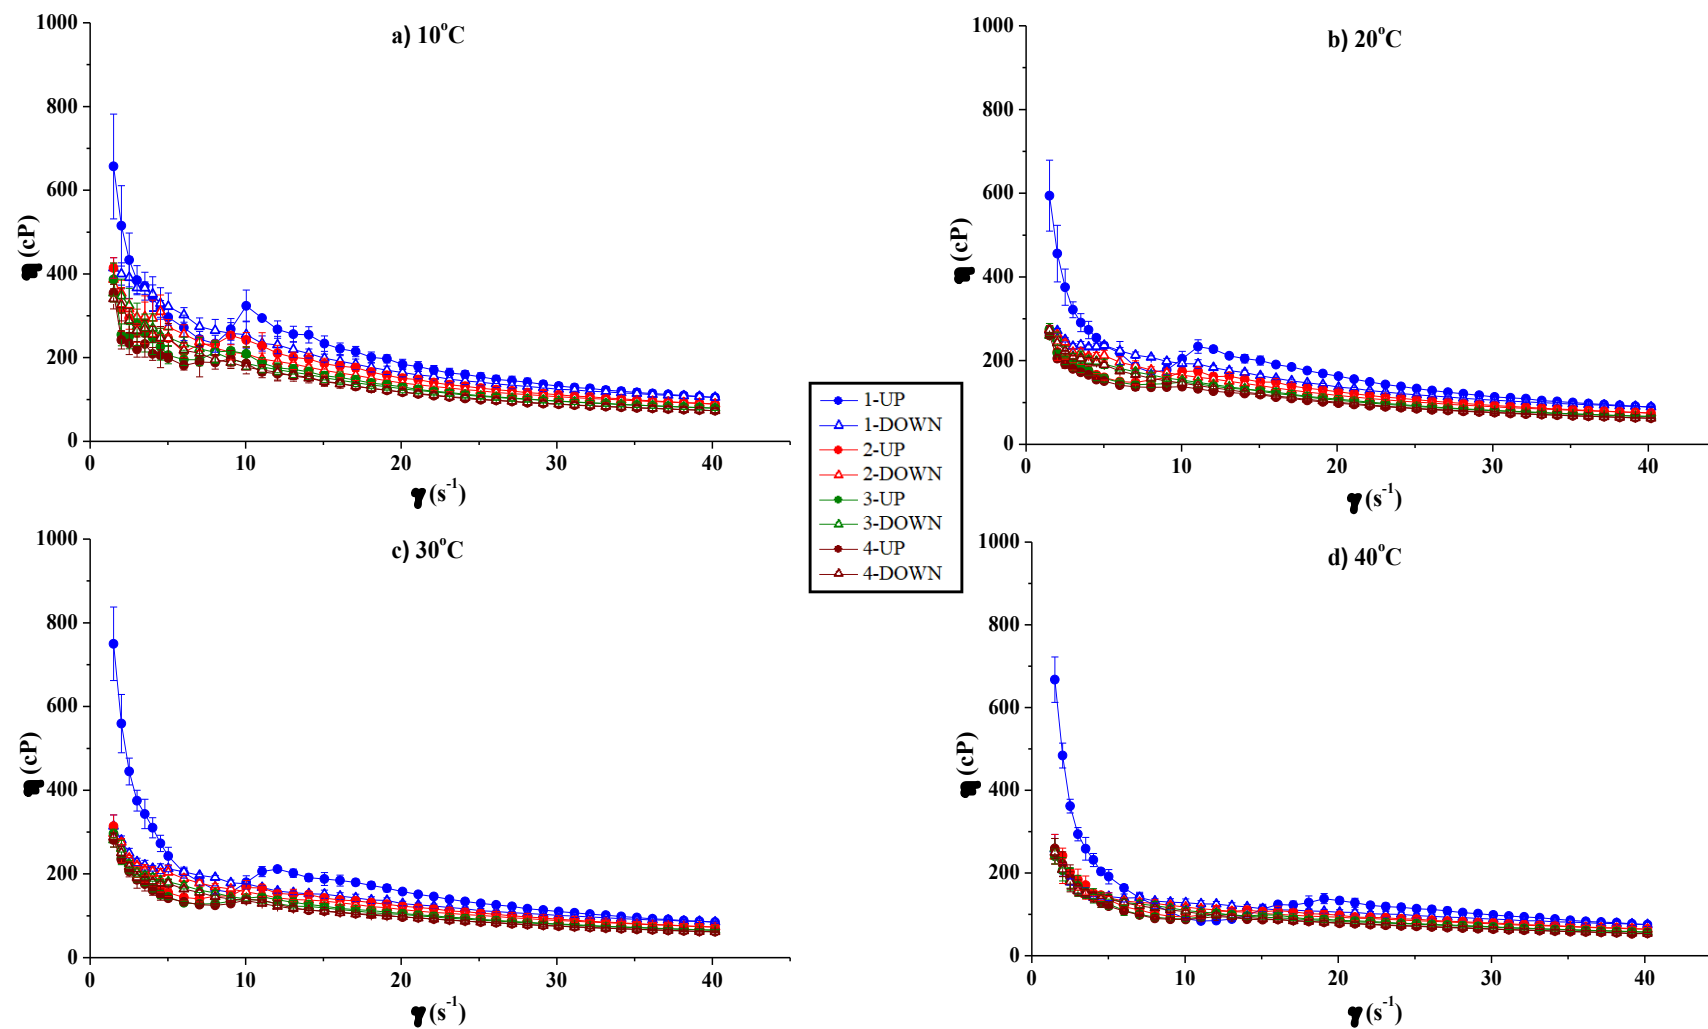 a) 10°C
1000
800
600
400
200
0
η (cP)
0
10
20
30
40
γ (s⁻¹)
b) 20°C
1000
800
600
400
200
0
η (cP)
0
10
20
30
40
γ (s⁻¹)
1-UP
1-DOWN
2-UP
2-DOWN
3-UP
3-DOWN
4-UP
4-DOWN
c) 30°C
1000
800
600
400
200
0
η (cP)
0
10
20
30
40
γ (s⁻¹)
d) 40°C
1000
800
600
400
200
0
η (cP)
0
10
20
30
40
γ (s⁻¹)